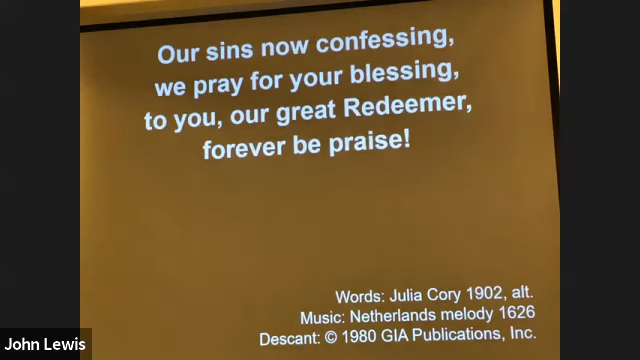 Our sins now confessing,
we pray for your blessing,
to you, our great Redeemer,
forever be praise!
Words: Julia Cory 1902, alt.
Music: Netherlands melody 1626
Descant: © 1980 GIA Publications, Inc.
John Lewis